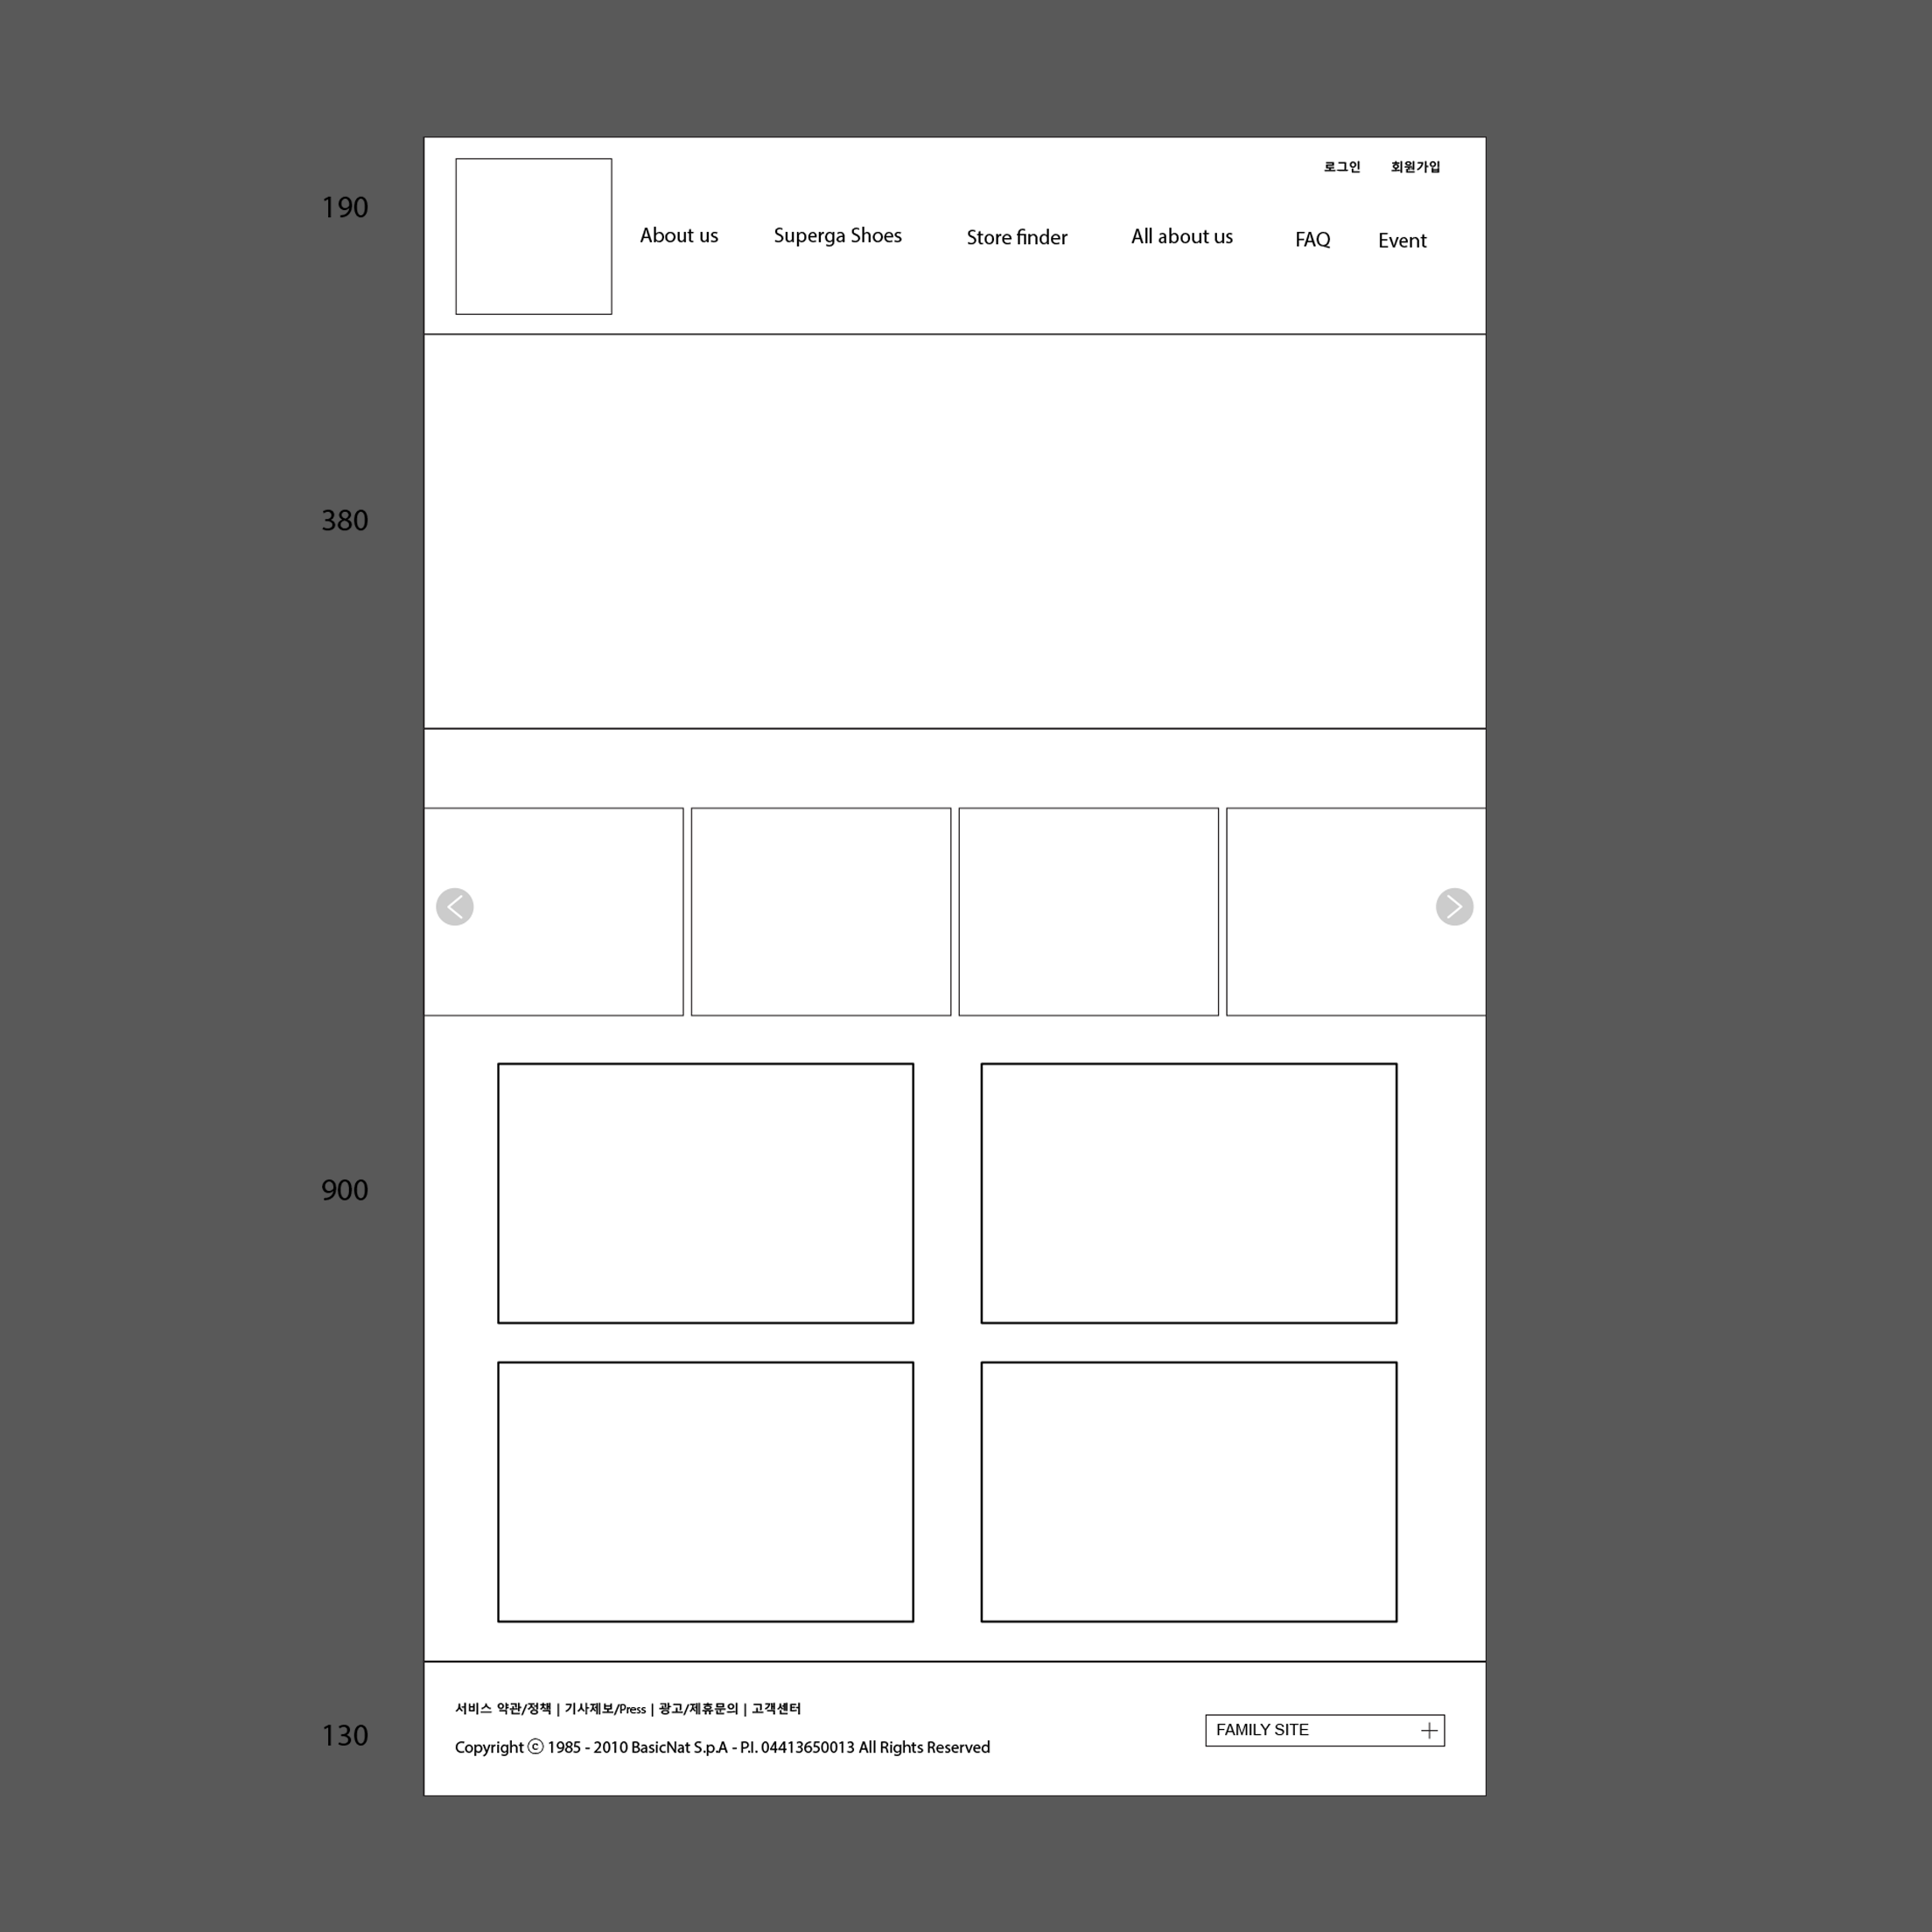 로그인 회원가입
190
About us Superga Shoes Store finder All about us FAQ Event
380
900
서비스 약관/정책 | 기사제보/Press | 광고/제휴문의 | 고객센터
130
FAMILY SITE
Copyright ⓒ 1985 - 2010 BasicNat S.p.A - P.I. 04413650013 All Rights Reserved